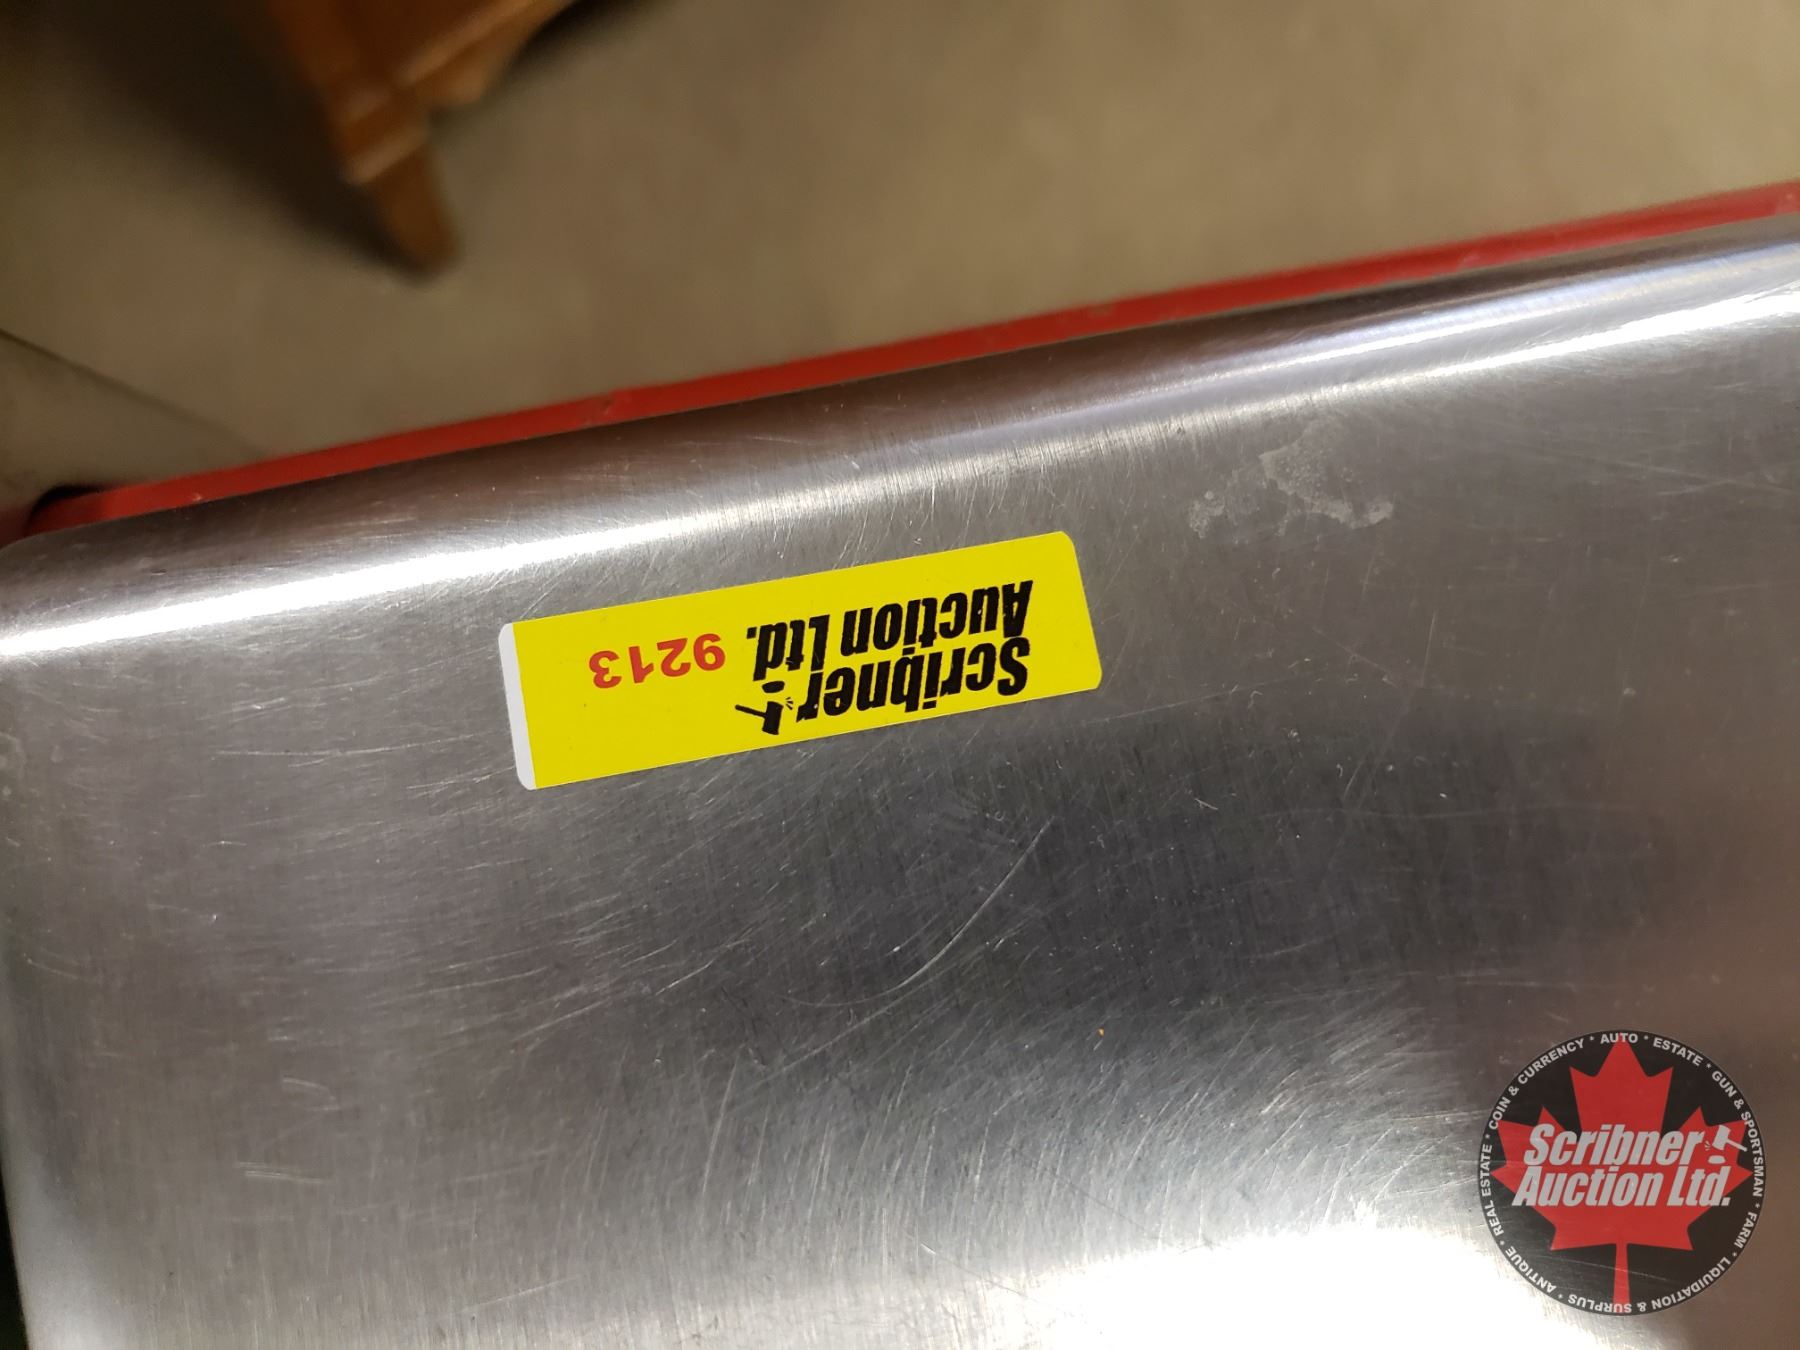 Scribner
Auction Ltd. 9213
COIN & CURRENCY * AUTO * ESTATE * GUN & SPORTSMAN * FARM * LIQUIDATION & SURPLUS * ANTIQUE * REAL ESTATE *
Scribner
Auction Ltd.